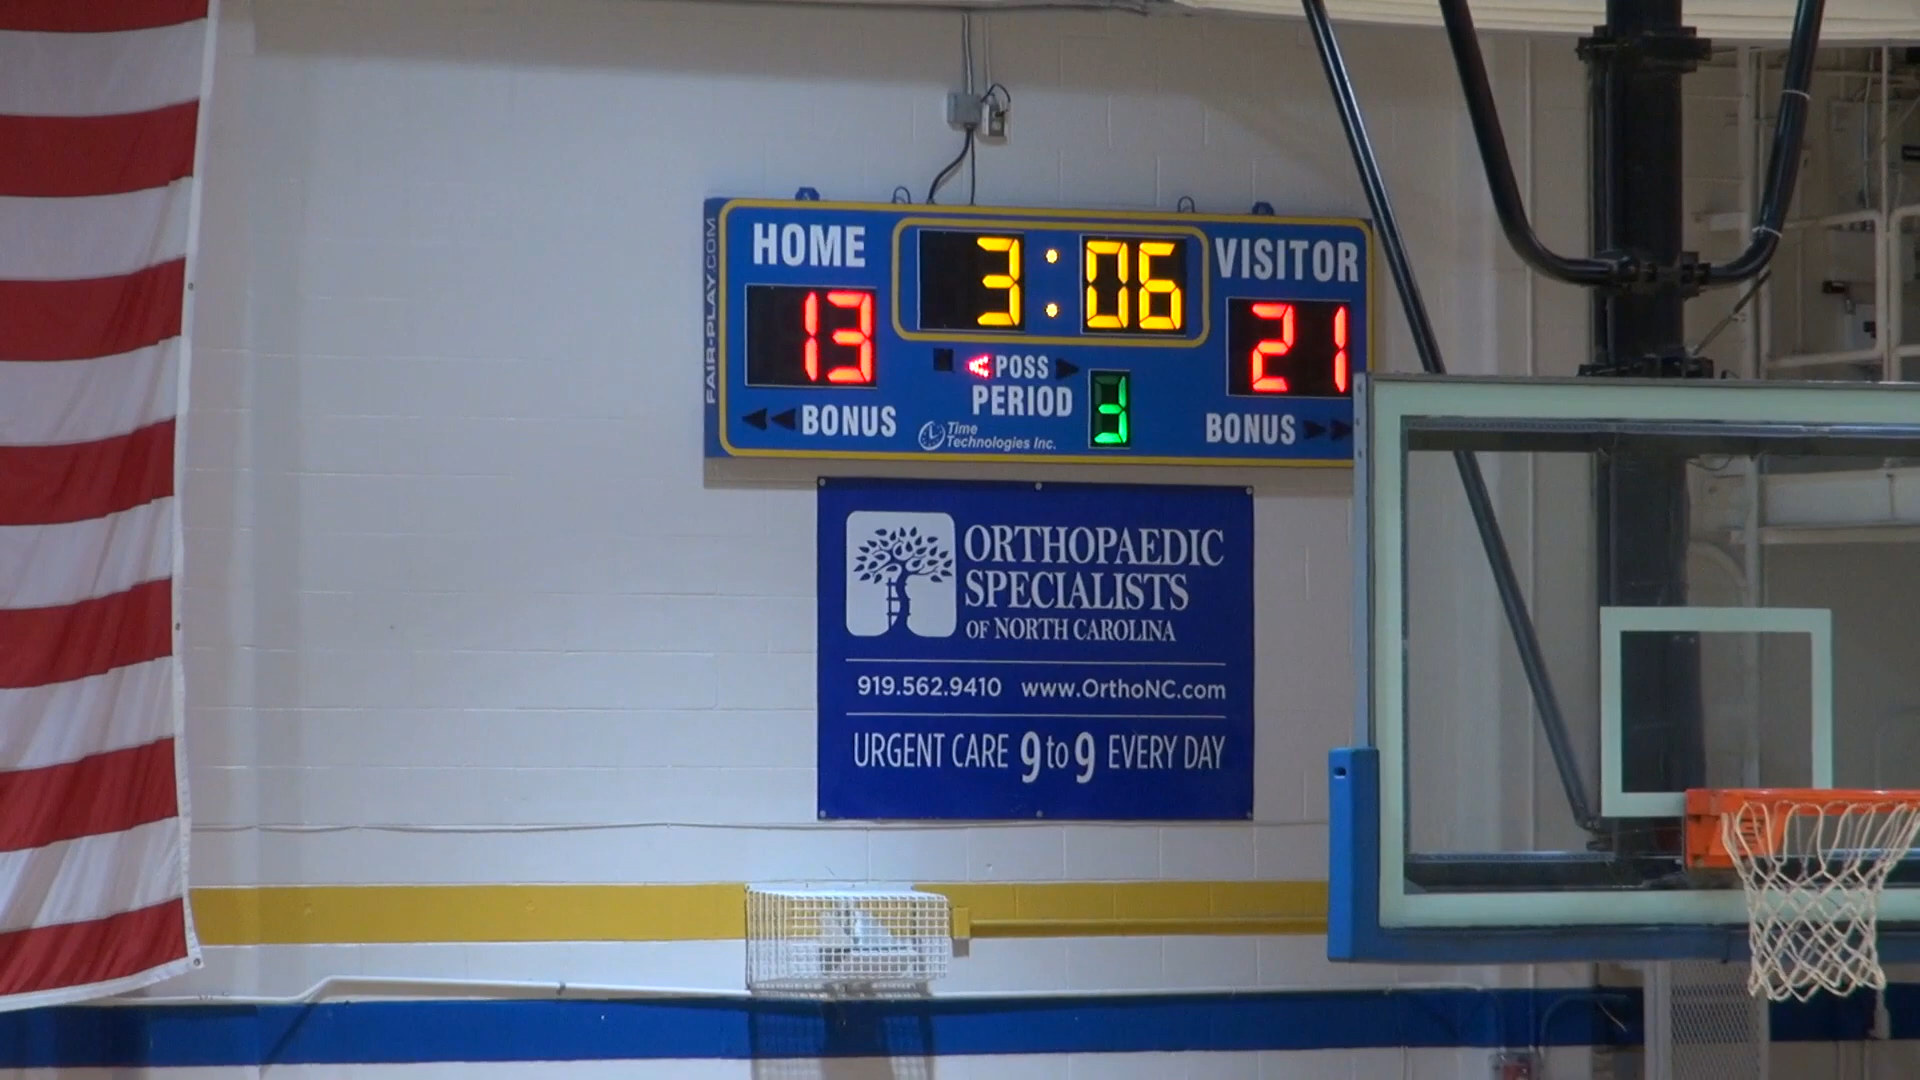 FAIR-PLAY.COM
HOME 3:06 VISITOR
13 21
POSS
PERIOD 3
BONUS BONUS
Time
Technologies Inc.
ORTHOPAEDIC
SPECIALISTS
OF NORTH CAROLINA
919.562.9410 www.OrthoNC.com
URGENT CARE 9 to 9 EVERY DAY